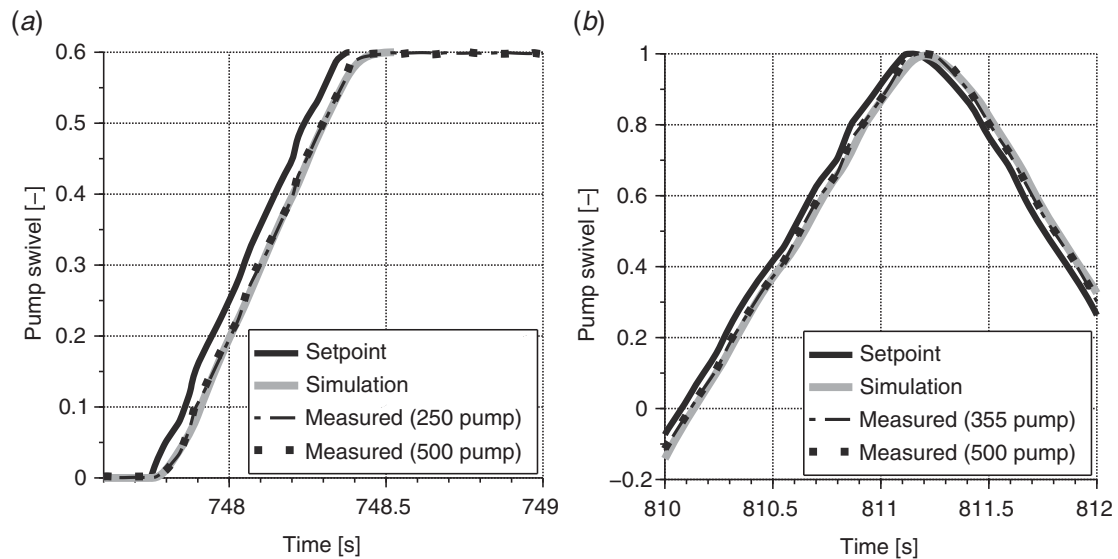 (a)
0.6
0.5
0.4
0.3
0.2
0.1
0
Pump swivel [–]
748
748.5
749
Time [s]
Setpoint
Simulation
Measured (250 pump)
Measured (500 pump)
(b)
1
0.8
0.6
0.4
0.2
0
–0.2
Pump swivel [–]
810
810.5
811
811.5
812
Time [s]
Setpoint
Simulation
Measured (355 pump)
Measured (500 pump)